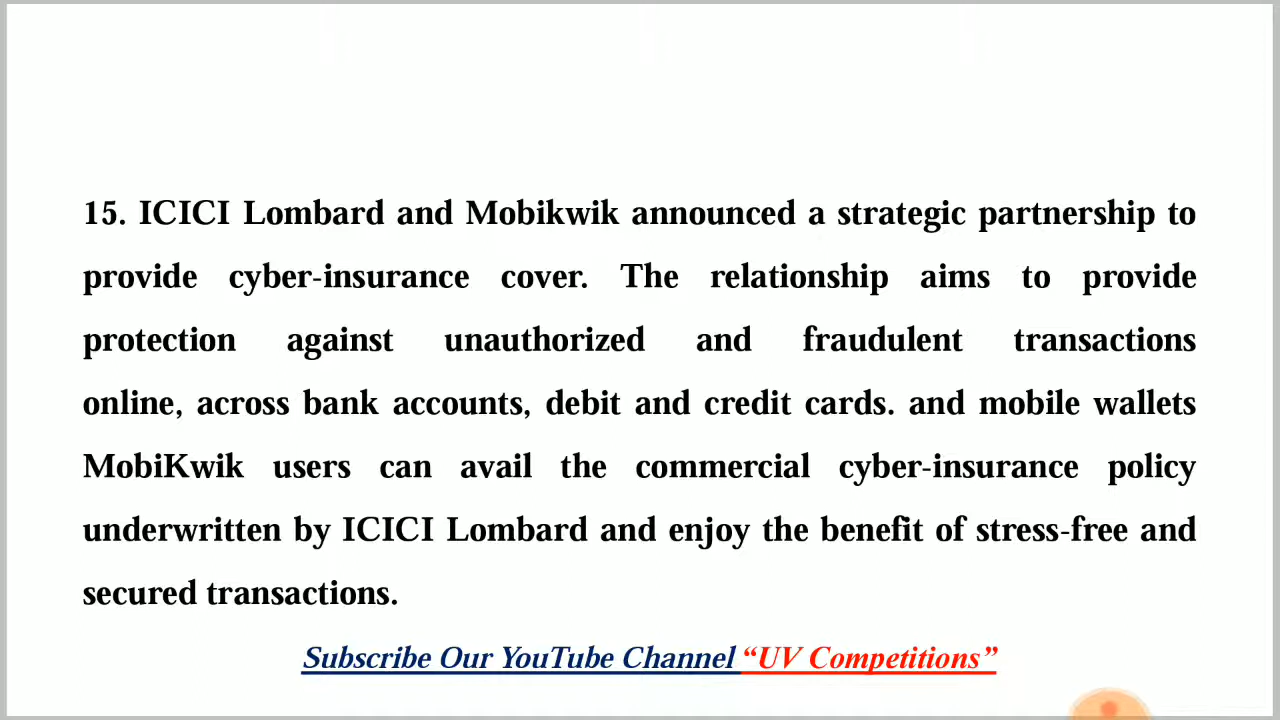 15. ICICI Lombard and Mobikwik announced a strategic partnership to
provide cyber-insurance cover. The relationship aims to provide
protection against unauthorized and fraudulent transactions
online, across bank accounts, debit and credit cards. and mobile wallets
MobiKwik users can avail the commercial cyber-insurance policy
underwritten by ICICI Lombard and enjoy the benefit of stress-free and
secured transactions.
Subscribe Our YouTube Channel “UV Competitions”